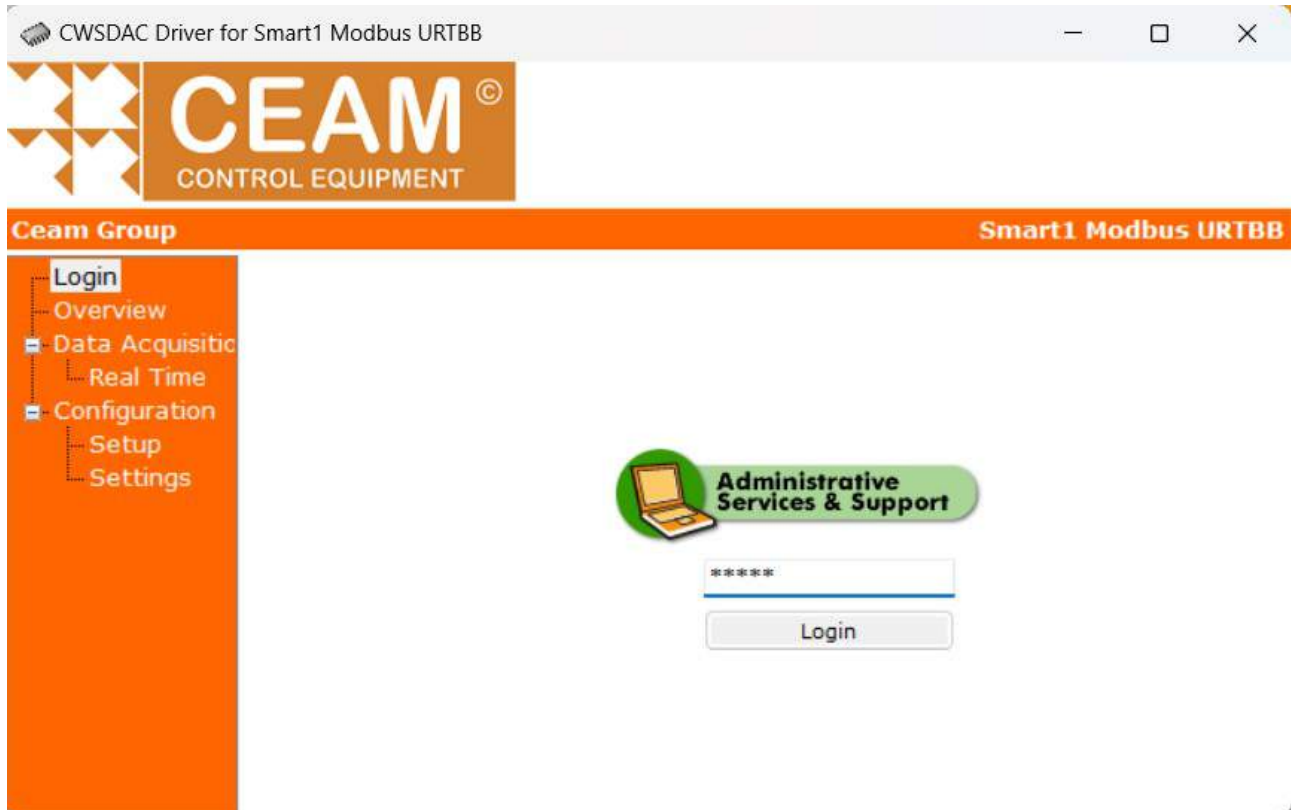 CWSDAC Driver for Smart1 Modbus URTBB
CEAM ©
CONTROL EQUIPMENT
Ceam Group
Smart1 Modbus URTBB
Login
Overview
Data Acquisitic
Real Time
Configuration
Setup
Settings
Administrative
Services & Support
*****
Login